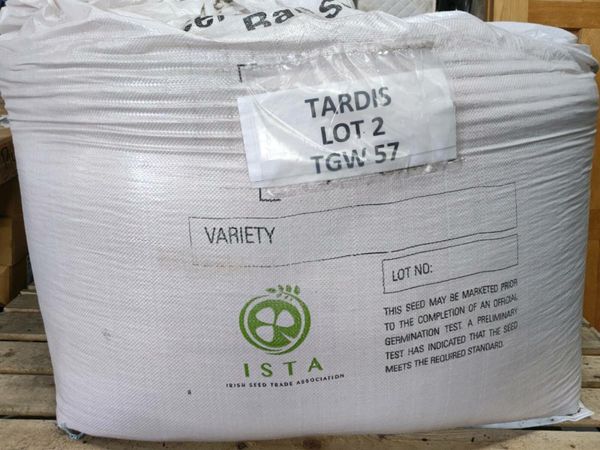 TARDIS
LOT 2
TGW 57
VARIETY
LOT NO:
THIS SEED MAY BE MARKETED PRIOR
TO THE COMPLETION OF AN OFFICIAL
GERMINATION TEST. A PRELIMINARY
TEST HAS INDICATED THAT THE SEED
MEETS THE REQUIRED STANDARD.
ISTA
IRISH SEED TRADE ASSOCIATION